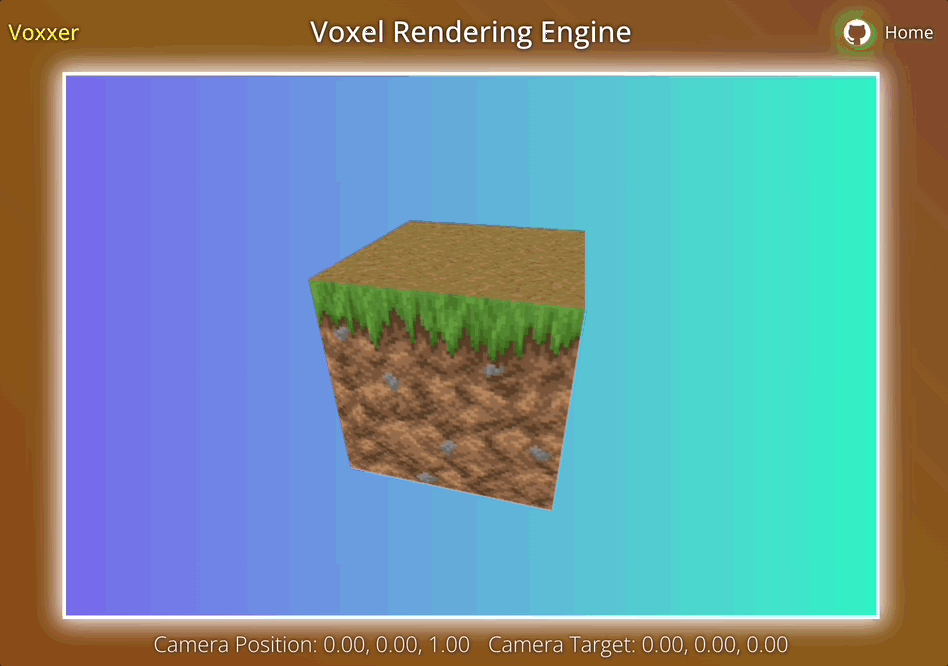 Voxxer
Voxel Rendering Engine
Home
Camera Position: 0.00, 0.00, 1.00 Camera Target: 0.00, 0.00, 0.00